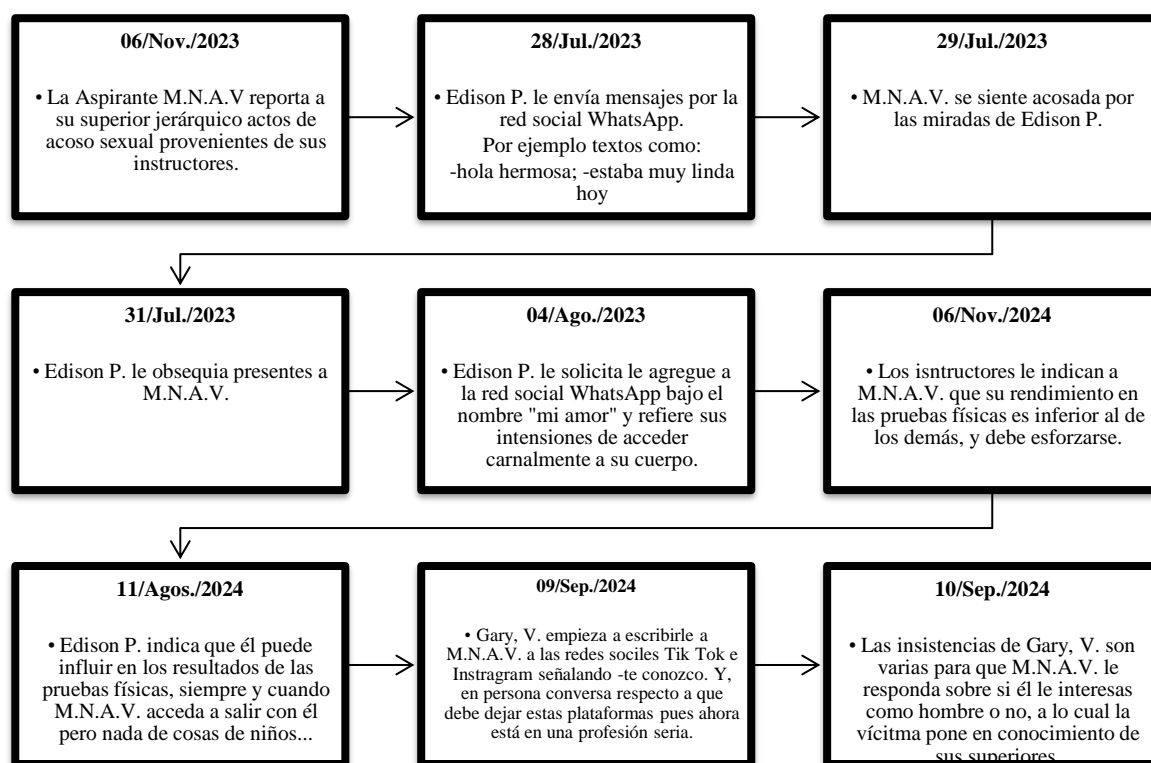 06/Nov./2023
• La Aspirante M.N.A.V reporta a
su superior jerárquico actos de
acoso sexual provenientes de sus
instructores.
28/Jul./2023
• Edison P. le envía mensajes por la
red social WhatsApp.
Por ejemplo textos como:
-hola hermosa; -estaba muy linda
hoy
29/Jul./2023
• M.N.A.V. se siente acosada por
las miradas de Edison P.
31/Jul./2023
• Edison P. le obsequia presentes a
M.N.A.V.
04/Ago./2023
• Edison P. le solicita le agregue a
la red social WhatsApp bajo el
nombre "mi amor" y refiere sus
intensiones de acceder
carnalmente a su cuerpo.
06/Nov./2024
• Los isntructores le indican a
M.N.A.V. que su rendimiento en
las pruebas físicas es inferior al de
los demás, y debe esforzarse.
11/Agos./2024
• Edison P. indica que él puede
influir en los resultados de las
pruebas físicas, siempre y cuando
M.N.A.V. acceda a salir con él
pero nada de cosas de niños...
09/Sep./2024
• Gary, V. empieza a escribirle a
M.N.A.V. a las redes sociles Tik Tok e
Instragram señalando -te conozco. Y,
en persona conversa respecto a que
debe dejar estas plataformas pues ahora
está en una profesión seria.
10/Sep./2024
• Las insistencias de Gary, V. son
varias para que M.N.A.V. le
responda sobre si él le interesas
como hombre o no, a lo cual la
vícitma pone en conocimiento de
sus superiores